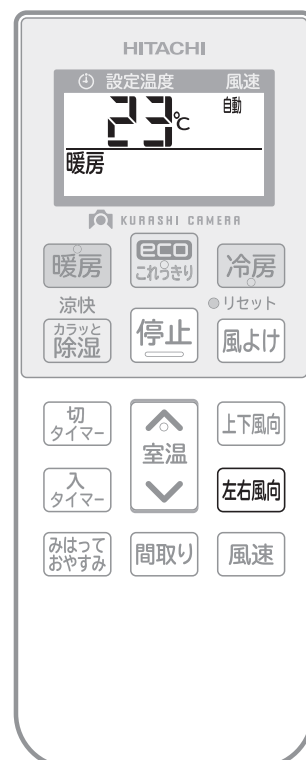 HITACHI
設定温度 風速
23℃ 自動
暖房
KURASHI CAMERA
暖房 eco これっきり 冷房
涼快 リセット
カラッと除湿 停止 風よけ
切タイマー 室温 上下風向
入タイマー 左右風向
みはっておやすみ 間取り 風速